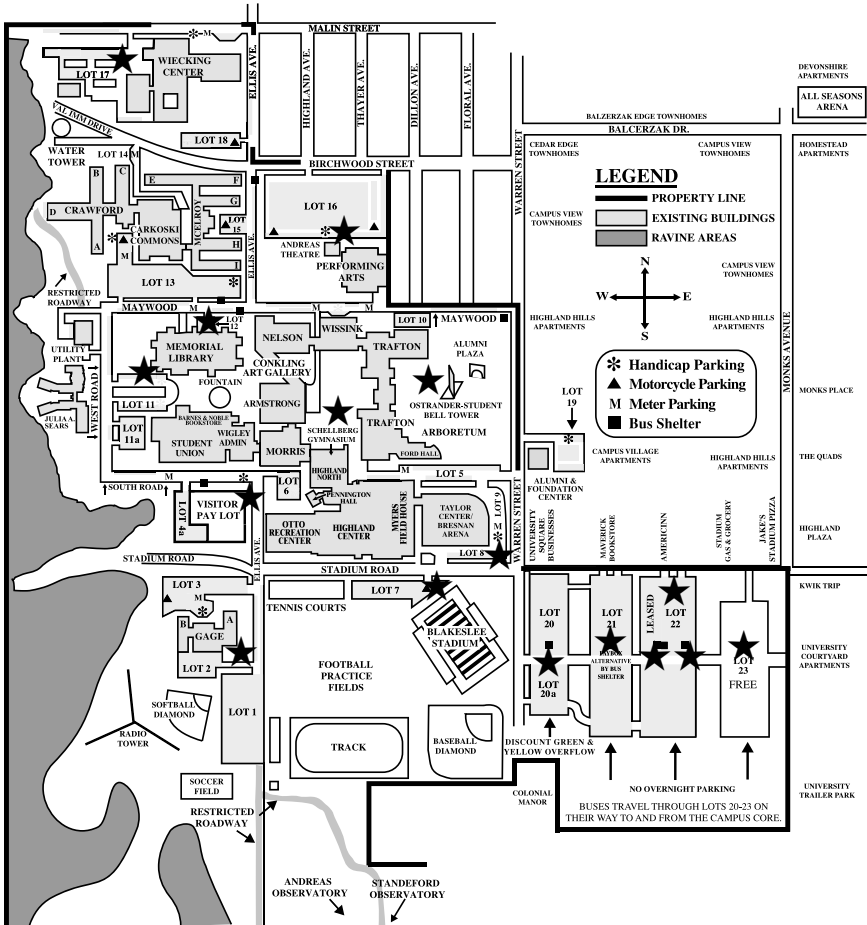 MALIN STREET
M
LOT 17
WIECKING
CENTER
ELLIS AVE.
HIGHLAND AVE.
THAYER AVE.
DILLON AVE.
FLORAL AVE.
DEVONSHIRE
APARTMENTS
ALL SEASONS
ARENA
VAL IMM DRIVE
WATER
TOWER
LOT 18
LOT 14
M
BIRCHWOOD STREET
WARREN STREET
BALZERZAK EDGE TOWNHOMES
BALCERZAK DR.
CEDAR EDGE
TOWNHOMES
CAMPUS VIEW
TOWNHOMES
HOMESTEAD
APARTMENTS
LEGEND
PROPERTY LINE
EXISTING BUILDINGS
RAVINE AREAS
CAMPUS VIEW
TOWNHOMES
CAMPUS VIEW
TOWNHOMES
N
W
E
S
HIGHLAND HILLS
APARTMENTS
HIGHLAND HILLS
APARTMENTS
Handicap Parking
Motorcycle Parking
M Meter Parking
Bus Shelter
MONKS AVENUE
MONKS PLACE
B
C
D
CRAWFORD
A
E
F
G
MCELROY
LOT
15
H
I
CARKOSKI
COMMONS
M
LOT 13
ELLIS AVE.
LOT 16
ANDREAS
THEATRE
PERFORMING
ARTS
RESTRICTED
ROADWAY
MAYWOOD
M
LOT
12
M
M
LOT 10
MAYWOOD
UTILITY
PLANT
MEMORIAL
LIBRARY
NELSON
WISSINK
TRAFTON
ALUMNI
PLAZA
CONKLING
ART GALLERY
WEST ROAD
JULIA A.
SEARS
LOT 11
FOUNTAIN
ARMSTRONG
OSTRANDER-STUDENT
BELL TOWER
LOT
19
LOT
11a
BARNES & NOBLE
BOOKSTORE
STUDENT
UNION
WIGLEY
ADMIN
SCHELLBERG
GYMNASIUM
TRAFTON
ARBORETUM
MORRIS
FORD HALL
HIGHLAND
NORTH
CAMPUS VILLAGE
APARTMENTS
HIGHLAND HILLS
APARTMENTS
THE QUADS
ALUMNI &
FOUNDATION
CENTER
M
SOUTH ROAD
LOT 4a
VISITOR
PAY LOT
LOT
6
PENNINGTON
HALL
M
LOT 5
LOT 9
M
WARREN STREET
OTTO
RECREATION
CENTER
HIGHLAND
CENTER
MYERS
FIELD HOUSE
TAYLOR
CENTER/
BRESNAN
ARENA
UNIVERSITY
SQUARE
BUSINESSES
MAVERICK
BOOKSTORE
AMERICINN
STADIUM
GAS & GROCERY
JAKE'S
STADIUM PIZZA
HIGHLAND
PLAZA
STADIUM ROAD
ELLIS AVE.
STADIUM ROAD
LOT 8
LOT 3
M
TENNIS COURTS
LOT 7
KWIK TRIP
B
A
GAGE
LOT 2
BLAKESLEE
STADIUM
LOT
20
LOT
21
LEASED
LOT
22
PAYBOX
ALTERNATIVE
BY BUS
SHELTER
LOT
20a
LOT
23
FREE
UNIVERSITY
COURTYARD
APARTMENTS
FOOTBALL
PRACTICE
FIELDS
SOFTBALL
DIAMOND
LOT 1
RADIO
TOWER
TRACK
BASEBALL
DIAMOND
DISCOUNT GREEN &
YELLOW OVERFLOW
SOCCER
FIELD
NO OVERNIGHT PARKING
BUSES TRAVEL THROUGH LOTS 20-23 ON
THEIR WAY TO AND FROM THE CAMPUS CORE.
COLONIAL
MANOR
UNIVERSITY
TRAILER PARK
RESTRICTED
ROADWAY
ANDREAS
OBSERVATORY
STANDEFORD
OBSERVATORY